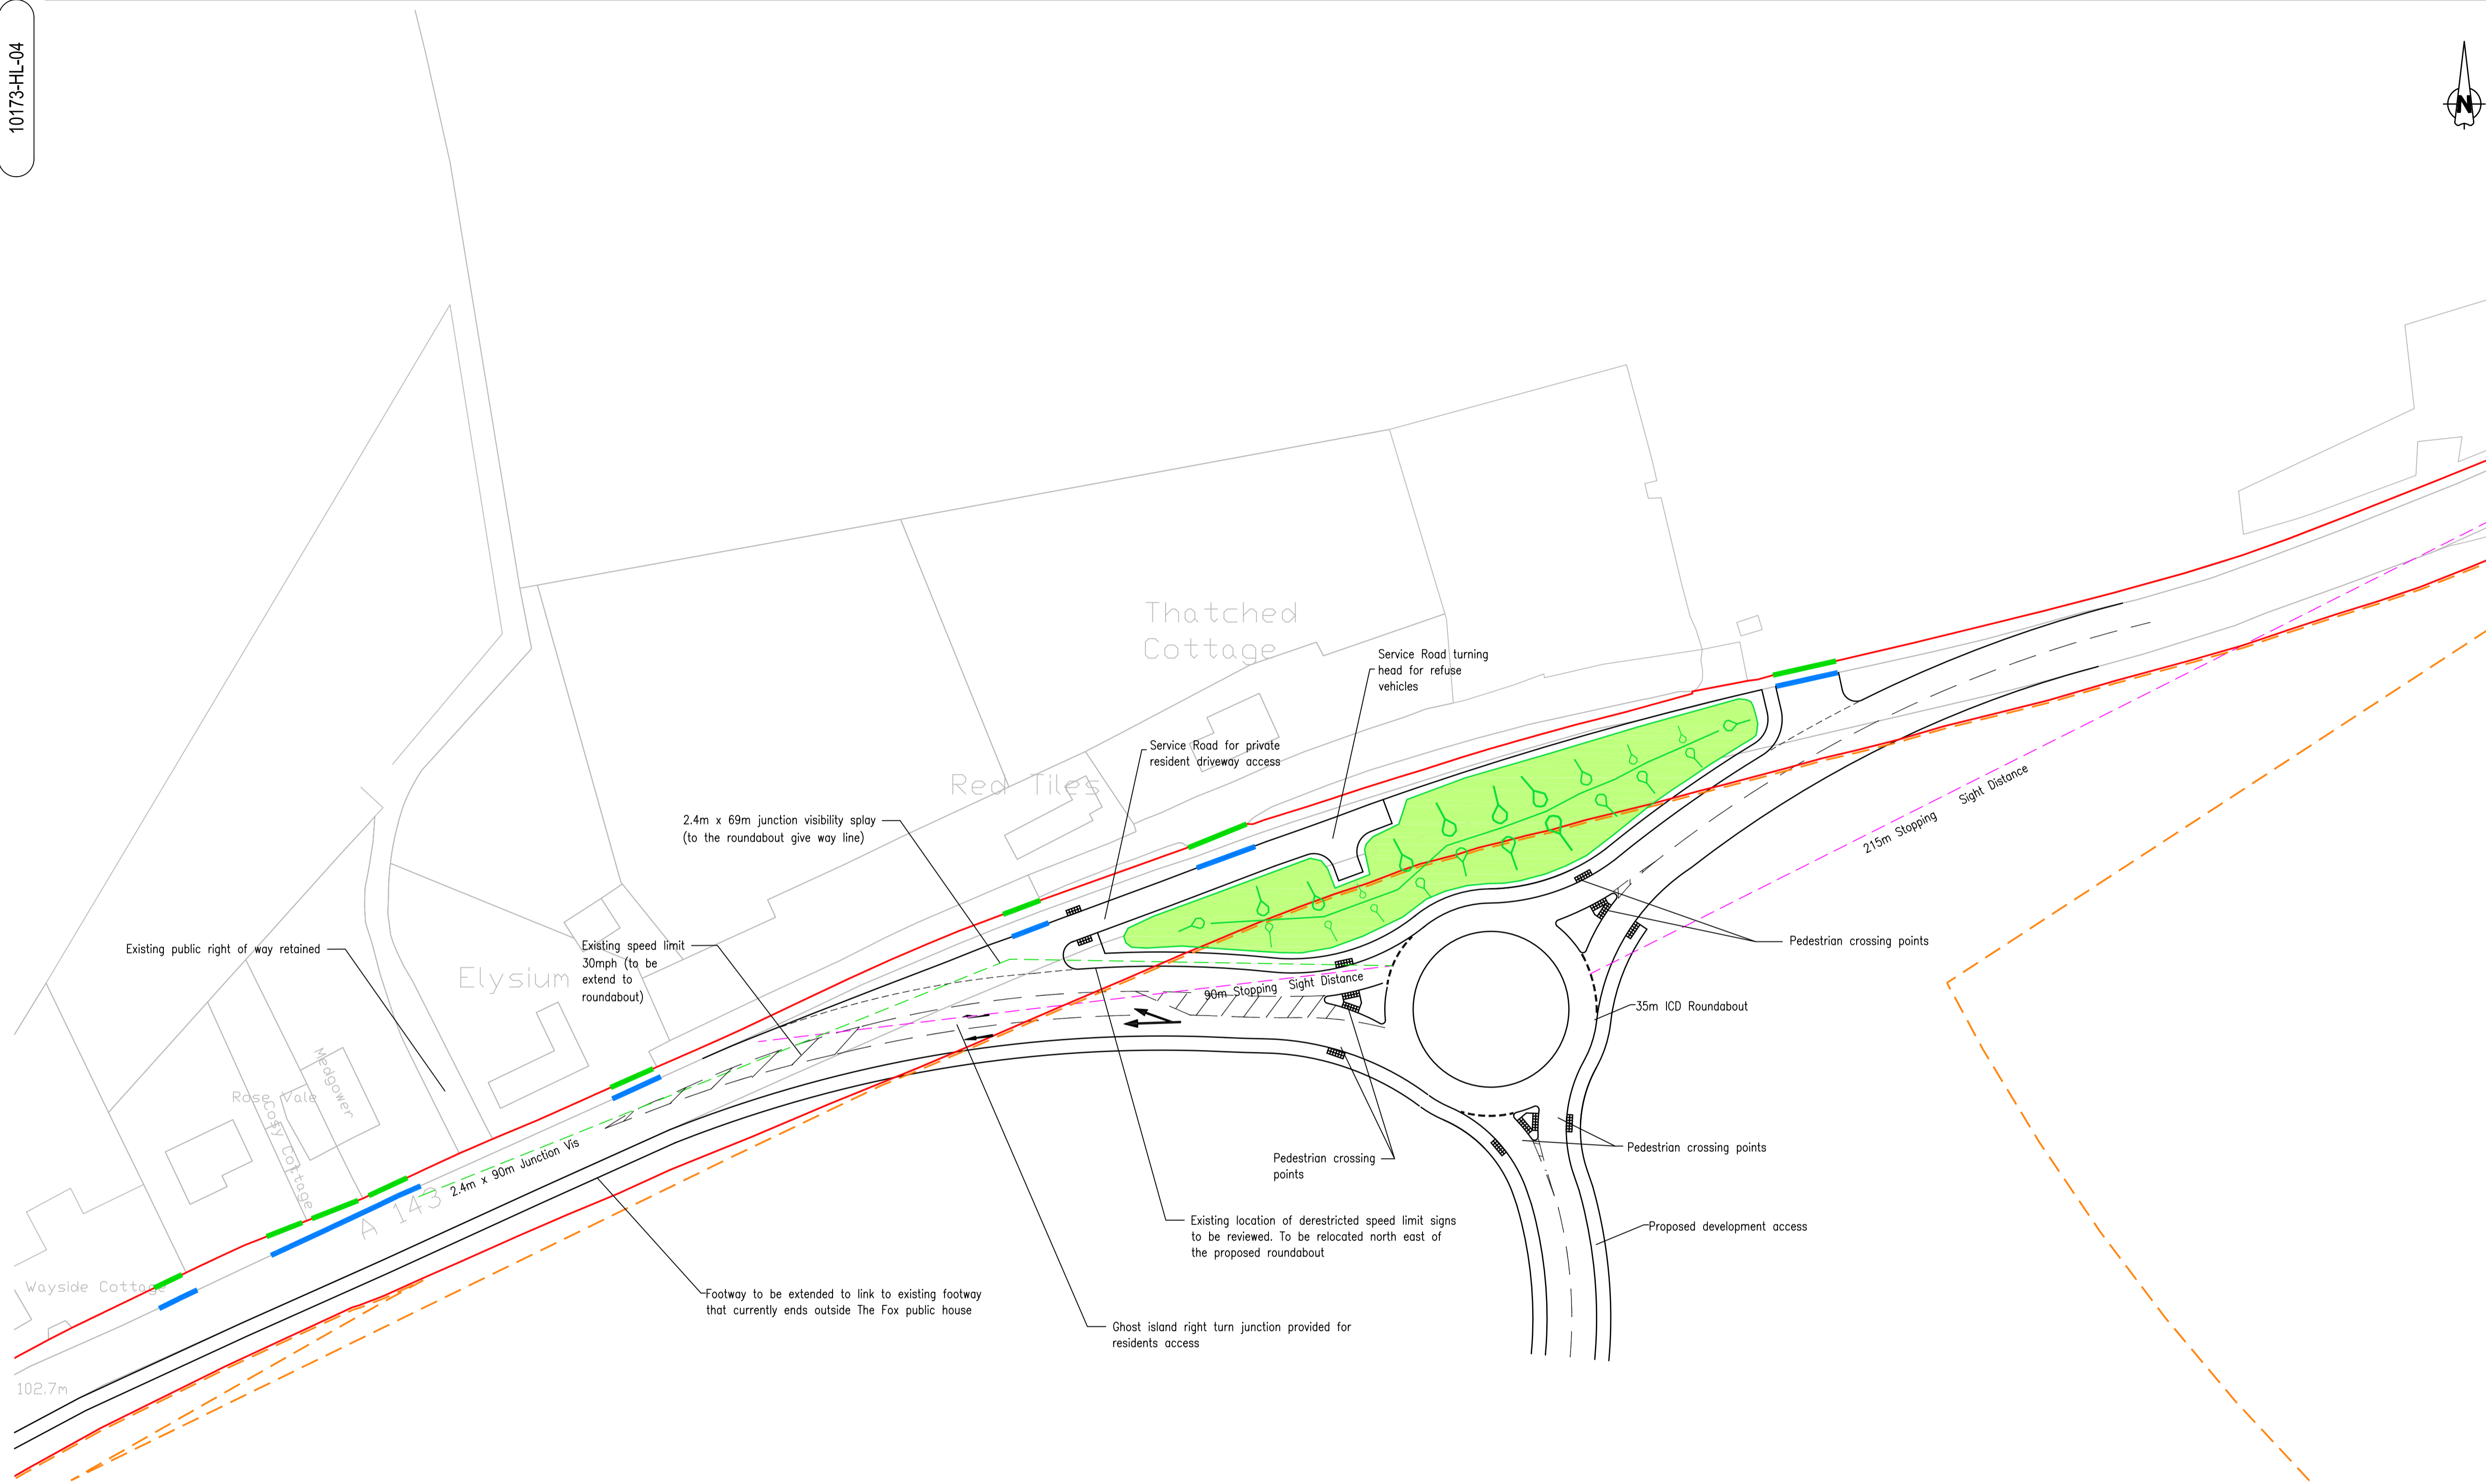 10173-HL-04
N
Thatched
Cottage
Service Road turning
head for refuse
vehicles
Service Road for private
resident driveway access
Red Tiles
2.4m x 69m junction visibility splay
(to the roundabout give way line)
215m Stopping Sight Distance
Existing public right of way retained
Existing speed limit
30mph (to be
extend to
roundabout)
Elysium
90m Stopping Sight Distance
Pedestrian crossing points
35m ICD Roundabout
Medgower
Rose Vale
Cosy Cottage
2.4m x 90m Junction Vis
A 143
Pedestrian crossing
points
Pedestrian crossing points
Existing location of derestricted speed limit signs
to be reviewed. To be relocated north east of
the proposed roundabout
Proposed development access
Wayside Cottage
Footway to be extended to link to existing footway
that currently ends outside The Fox public house
Ghost island right turn junction provided for
residents access
102.7m